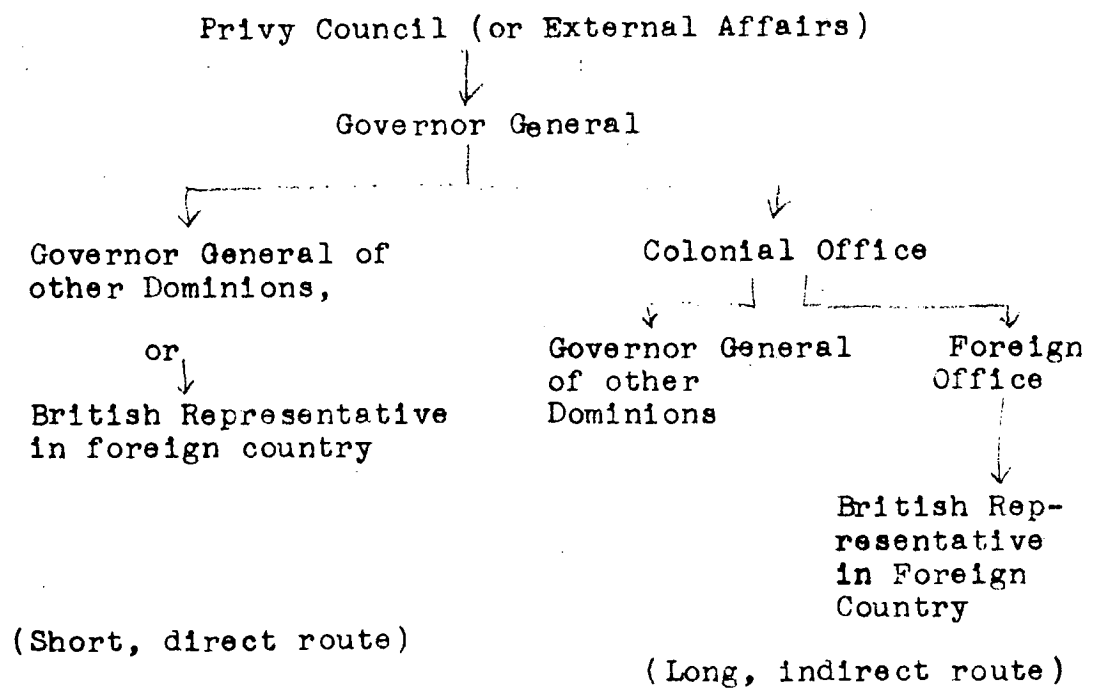 Privy Council (or External Affairs)
Governor General
Governor General of
other Dominions,
or
British Representative
in foreign country
(Short, direct route)
Colonial Office
Governor General
of other
Dominions
Foreign
Office
British Rep-
resentative
in Foreign
Country
(Long, indirect route)